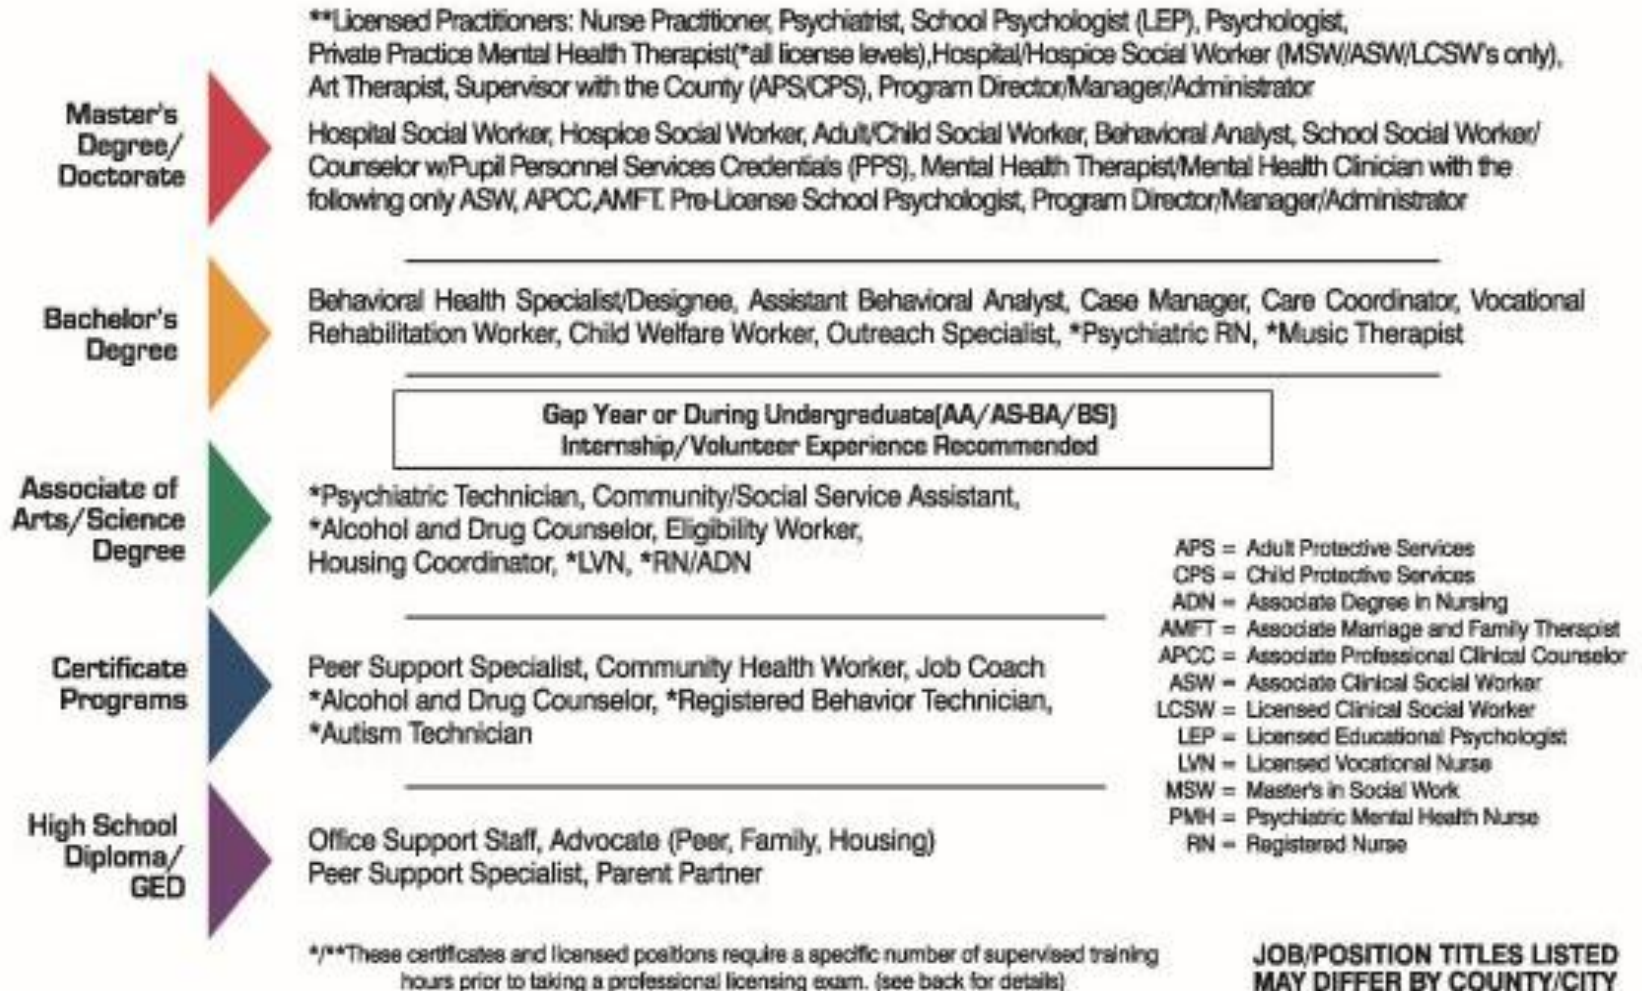 **Licensed Practitioners: Nurse Practitioner, Psychiatrist, School Psychologist (LEP), Psychologist,
Private Practice Mental Health Therapist(*all license levels),Hospital/Hospice Social Worker (MSW/ASW/LCSW's only),
Art Therapist, Supervisor with the County (APS/CPS), Program Director/Manager/Administrator
Master's
Degree/
Doctorate
Hospital Social Worker, Hospice Social Worker, Adult/Child Social Worker, Behavioral Analyst, School Social Worker/
Counselor w/Pupil Personnel Services Credentials (PPS), Mental Health Therapist/Mental Health Clinician with the
following only ASW, APCC,AMFT. Pre-License School Psychologist, Program Director/Manager/Administrator
Bachelor's
Degree
Behavioral Health Specialist/Designee, Assistant Behavioral Analyst, Case Manager, Care Coordinator, Vocational
Rehabilitation Worker, Child Welfare Worker, Outreach Specialist, *Psychiatric RN, *Music Therapist
Gap Year or During Undergraduate(AA/AS-BA/BS)
Internship/Volunteer Experience Recommended
Associate of
Arts/Science
Degree
*Psychiatric Technician, Community/Social Service Assistant,
*Alcohol and Drug Counselor, Eligibility Worker,
Housing Coordinator, *LVN, *RN/ADN
Certificate
Programs
Peer Support Specialist, Community Health Worker, Job Coach
*Alcohol and Drug Counselor, *Registered Behavior Technician,
*Autism Technician
High School
Diploma/
GED
Office Support Staff, Advocate (Peer, Family, Housing)
Peer Support Specialist, Parent Partner
APS = Adult Protective Services
CPS = Child Protective Services
ADN = Associate Degree in Nursing
AMFT = Associate Marriage and Family Therapist
APCC = Associate Professional Clinical Counselor
ASW = Associate Clinical Social Worker
LCSW = Licensed Clinical Social Worker
LEP = Licensed Educational Psychologist
LVN = Licensed Vocational Nurse
MSW = Master's in Social Work
PMH = Psychiatric Mental Health Nurse
RN = Registered Nurse
*/**These certificates and licensed positions require a specific number of supervised training
hours prior to taking a professional licensing exam. (see back for details)
JOB/POSITION TITLES LISTED
MAY DIFFER BY COUNTY/CITY